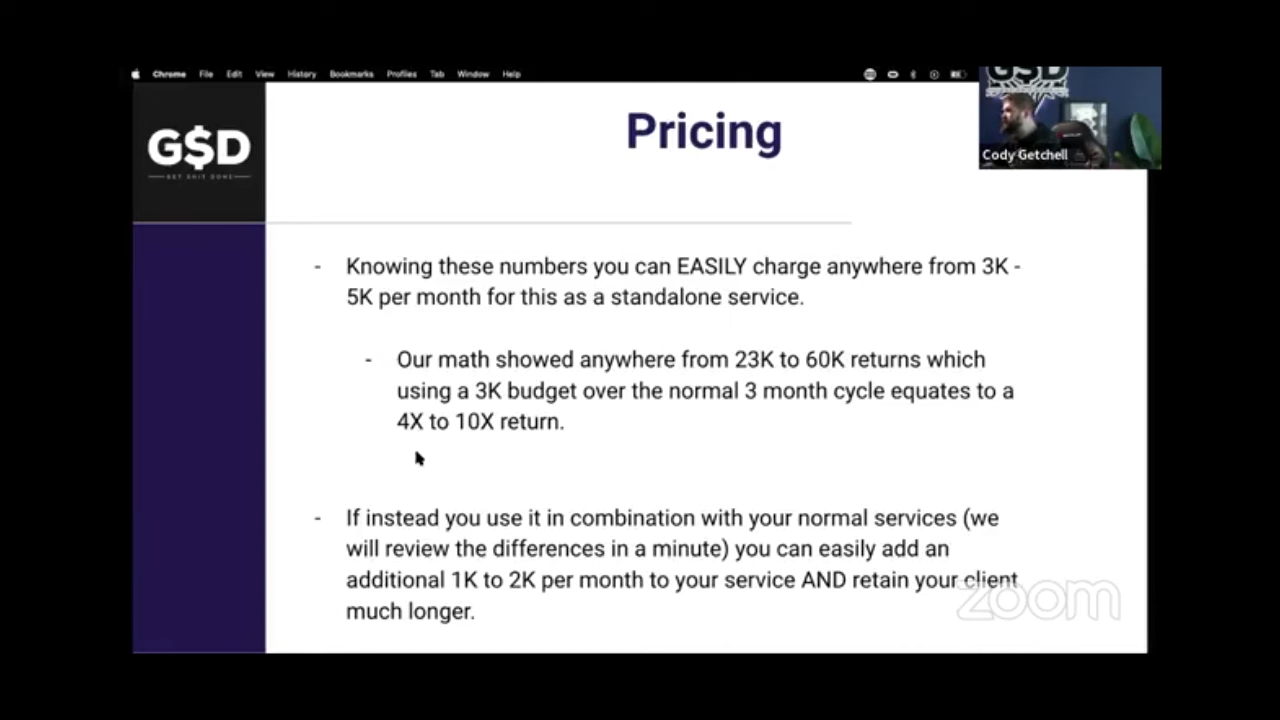 Chrome File Edit View History Bookmarks Profiles Tab Window Help
G$D
GET SHIT DONE
Pricing
GSD
Cody Getchell
- Knowing these numbers you can EASILY charge anywhere from 3K -
5K per month for this as a standalone service.
- Our math showed anywhere from 23K to 60K returns which
using a 3K budget over the normal 3 month cycle equates to a
4X to 10X return.
- If instead you use it in combination with your normal services (we
will review the differences in a minute) you can easily add an
additional 1K to 2K per month to your service AND retain your client
much longer.
zoom